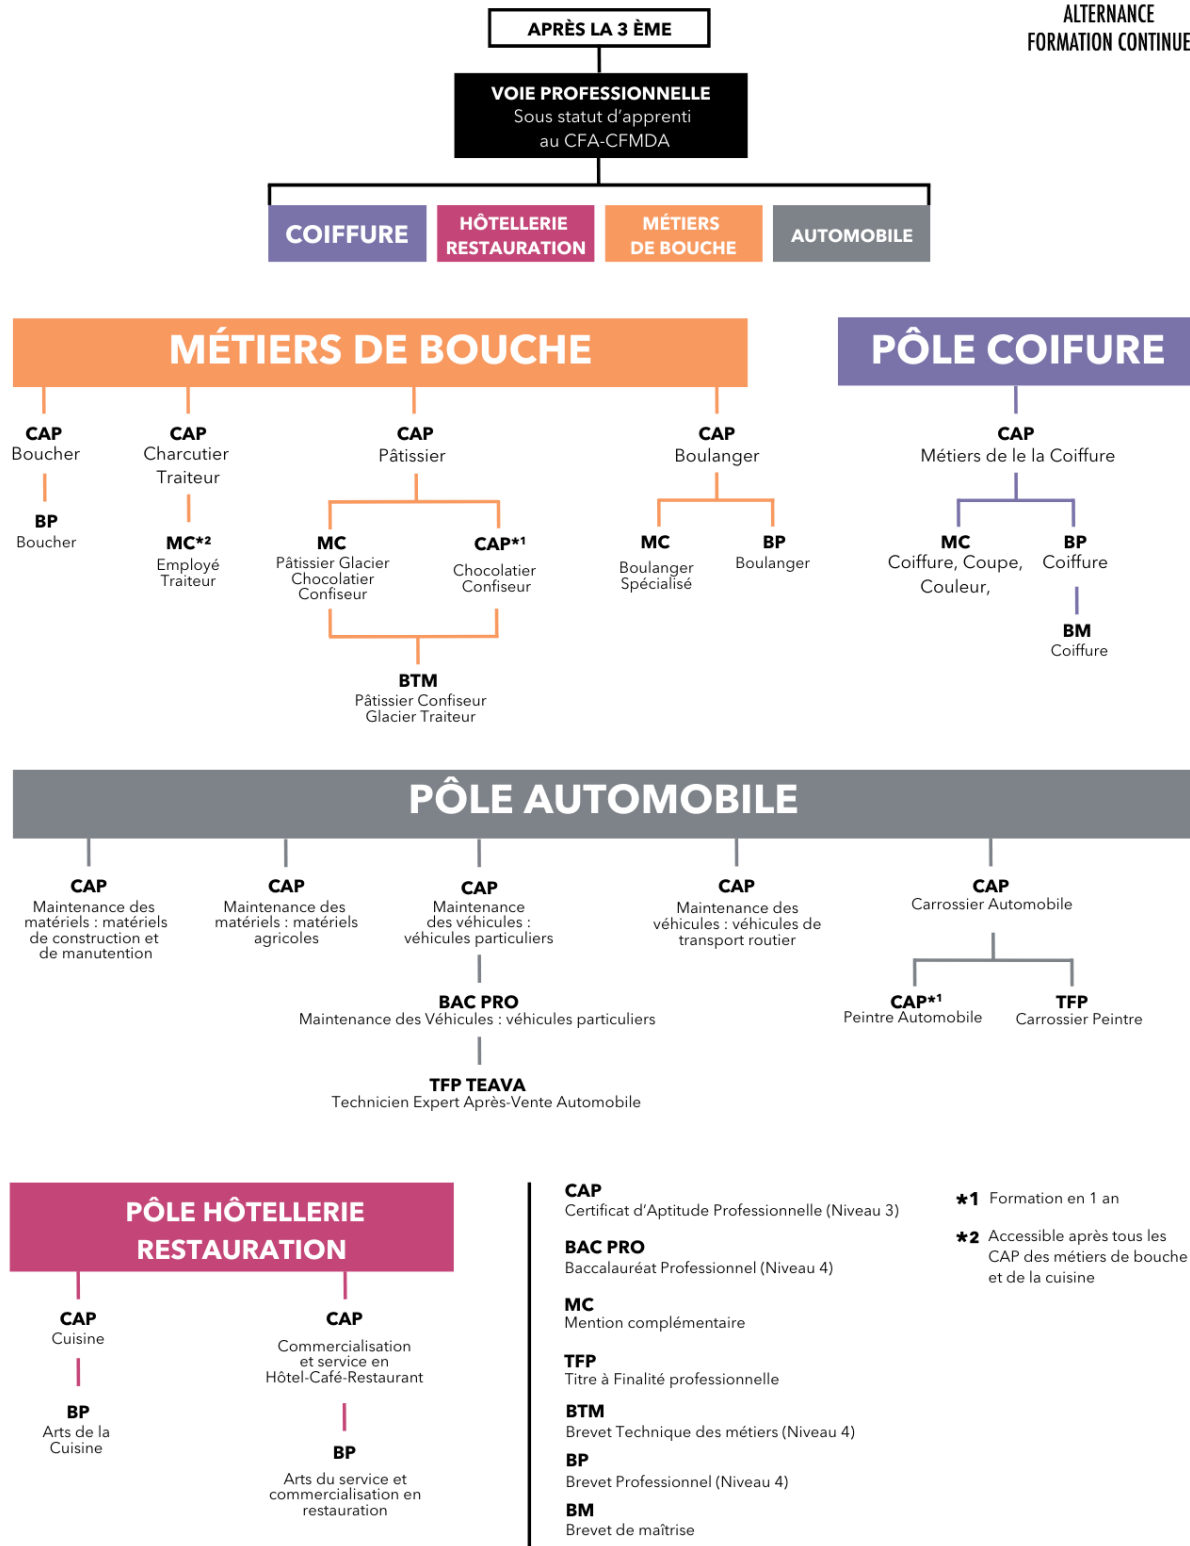 ALTERNANCE
FORMATION CONTINUE
APRÈS LA 3 ÈME
VOIE PROFESSIONNELLE
Sous statut d'apprenti
au CFA-CFMDA
COIFFURE
HÔTELLERIE
RESTAURATION
MÉTIERS
DE BOUCHE
AUTOMOBILE
MÉTIERS DE BOUCHE
CAP
Boucher
BP
Boucher
CAP
Charcutier
Traiteur
MC*2
Employé
Traiteur
CAP
Pâtissier
MC
Pâtissier Glacier
Chocolatier
Confiseur
CAP*1
Chocolatier
Confiseur
BTM
Pâtissier Confiseur
Glacier Traiteur
CAP
Boulanger
MC
Boulanger
Spécialisé
BP
Boulanger
PÔLE COIFURE
CAP
Métiers de le la Coiffure
MC
Coiffure, Coupe,
Couleur,
BP
Coiffure
BM
Coiffure
PÔLE AUTOMOBILE
CAP
Maintenance des
matériels : matériels
de construction et
de manutention
CAP
Maintenance des
matériels : matériels
agricoles
CAP
Maintenance
des véhicules :
véhicules particuliers
BAC PRO
Maintenance des Véhicules : véhicules particuliers
TFP TEAVA
Technicien Expert Après-Vente Automobile
CAP
Maintenance des
véhicules : véhicules de
transport routier
CAP
Carrossier Automobile
CAP*1
Peintre Automobile
TFP
Carrossier Peintre
PÔLE HÔTELLERIE
RESTAURATION
CAP
Cuisine
BP
Arts de la
Cuisine
CAP
Commercialisation
et service en
Hôtel-Café-Restaurant
BP
Arts du service et
commercialisation en
restauration
CAP
Certificat d'Aptitude Professionnelle (Niveau 3)
BAC PRO
Baccalauréat Professionnel (Niveau 4)
MC
Mention complémentaire
TFP
Titre à Finalité professionnelle
BTM
Brevet Technique des métiers (Niveau 4)
BP
Brevet Professionnel (Niveau 4)
BM
Brevet de maîtrise
*1 Formation en 1 an
*2 Accessible après tous les
CAP des métiers de bouche
et de la cuisine